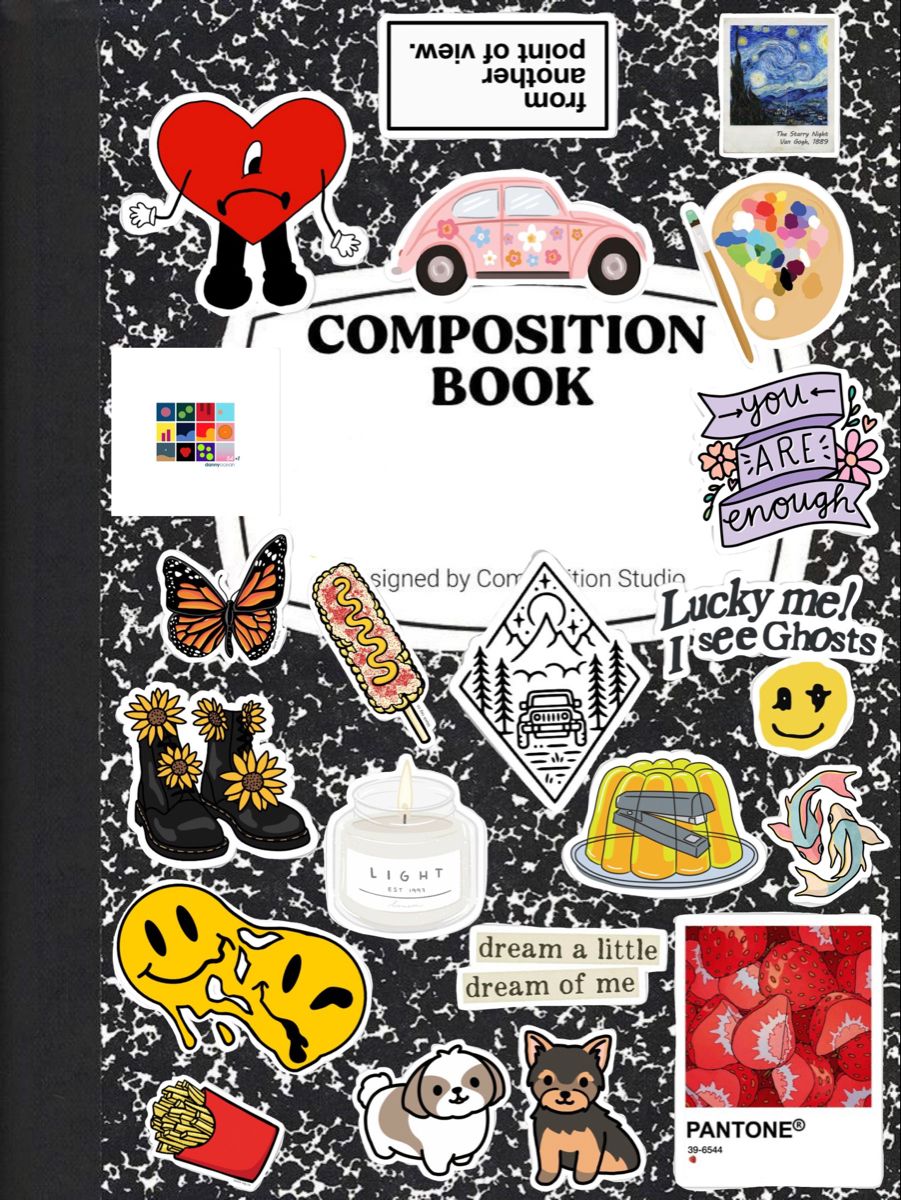 from
another
point of view.
The Starry Night
Van Gogh, 1889
COMPOSITION
BOOK
YOU
ARE
enough
signed by Com ition Studio
Lucky me!
I see Ghosts
LIGHT
EST 1993
dream a little
dream of me
PANTONE®
39-6544